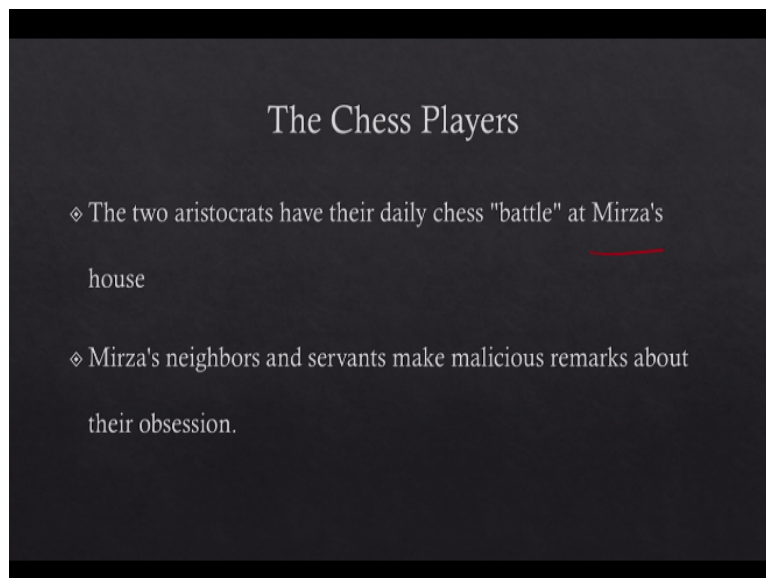 The Chess Players
The two aristocrats have their daily chess "battle" at Mirza's
house
Mirza's neighbors and servants make malicious remarks about
their obsession.